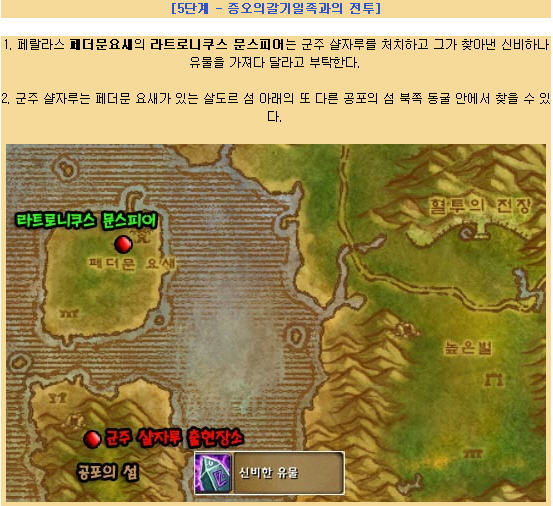 [5단계 - 증오의갈기일족과의 전투]
1. 페랄라스 페더문요새의 라트로니쿠스 문스피어는 군주 샬자루를 처치하고 그가 찾아낸 신비하나
유물을 가져다 달라고 부탁한다.
2. 군주 샬자루는 페더문 요새가 있는 살도르 섬 아래의 또 다른 공포의 섬 북쪽 동굴 안에서 찾을 수 있
다.
라트로니쿠스 문스피어
페더문 요새
혈투의 전장
높은벌
군주 샬자루 출현장소
공포의 섬
신비한 유물